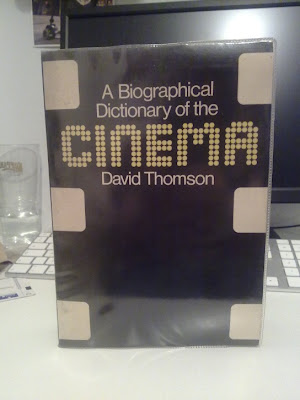 A Biographical
Dictionary of the
CINEMA
David Thomson